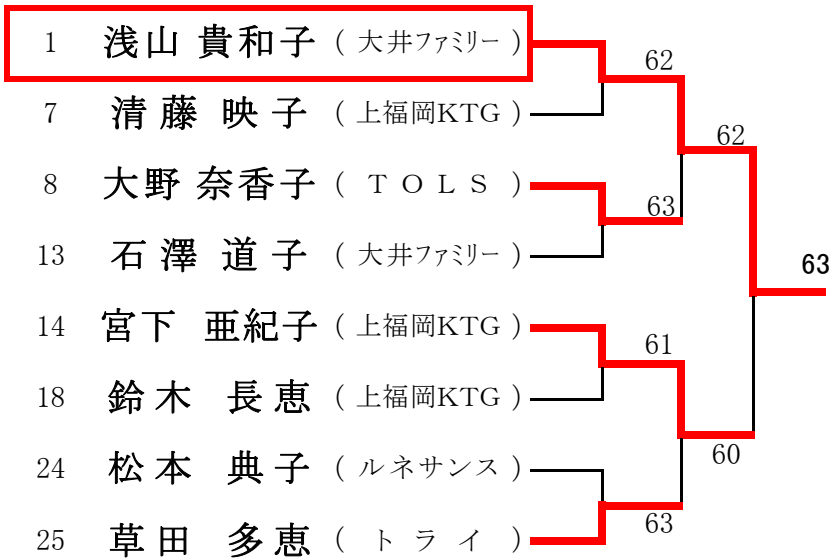 1 浅山 貴和子 ( 大井ファミリー )
62
7 清藤 映子 ( 上福岡KTG )
62
8 大野 奈香子 ( TOLS )
63
13 石澤 道子 ( 大井ファミリー )
63
14 宮下 亜紀子 ( 上福岡KTG )
61
18 鈴木 長恵 ( 上福岡KTG )
60
24 松本 典子 ( ルネサンス )
63
25 草田 多恵 ( トライ )